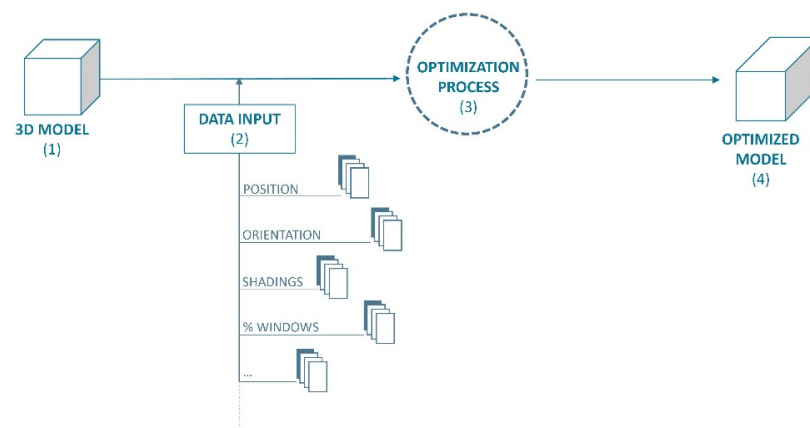 3D MODEL
(1)
DATA INPUT
(2)
OPTIMIZATION
PROCESS
(3)
OPTIMIZED
MODEL
(4)
POSITION
ORIENTATION
SHADINGS
% WINDOWS
...